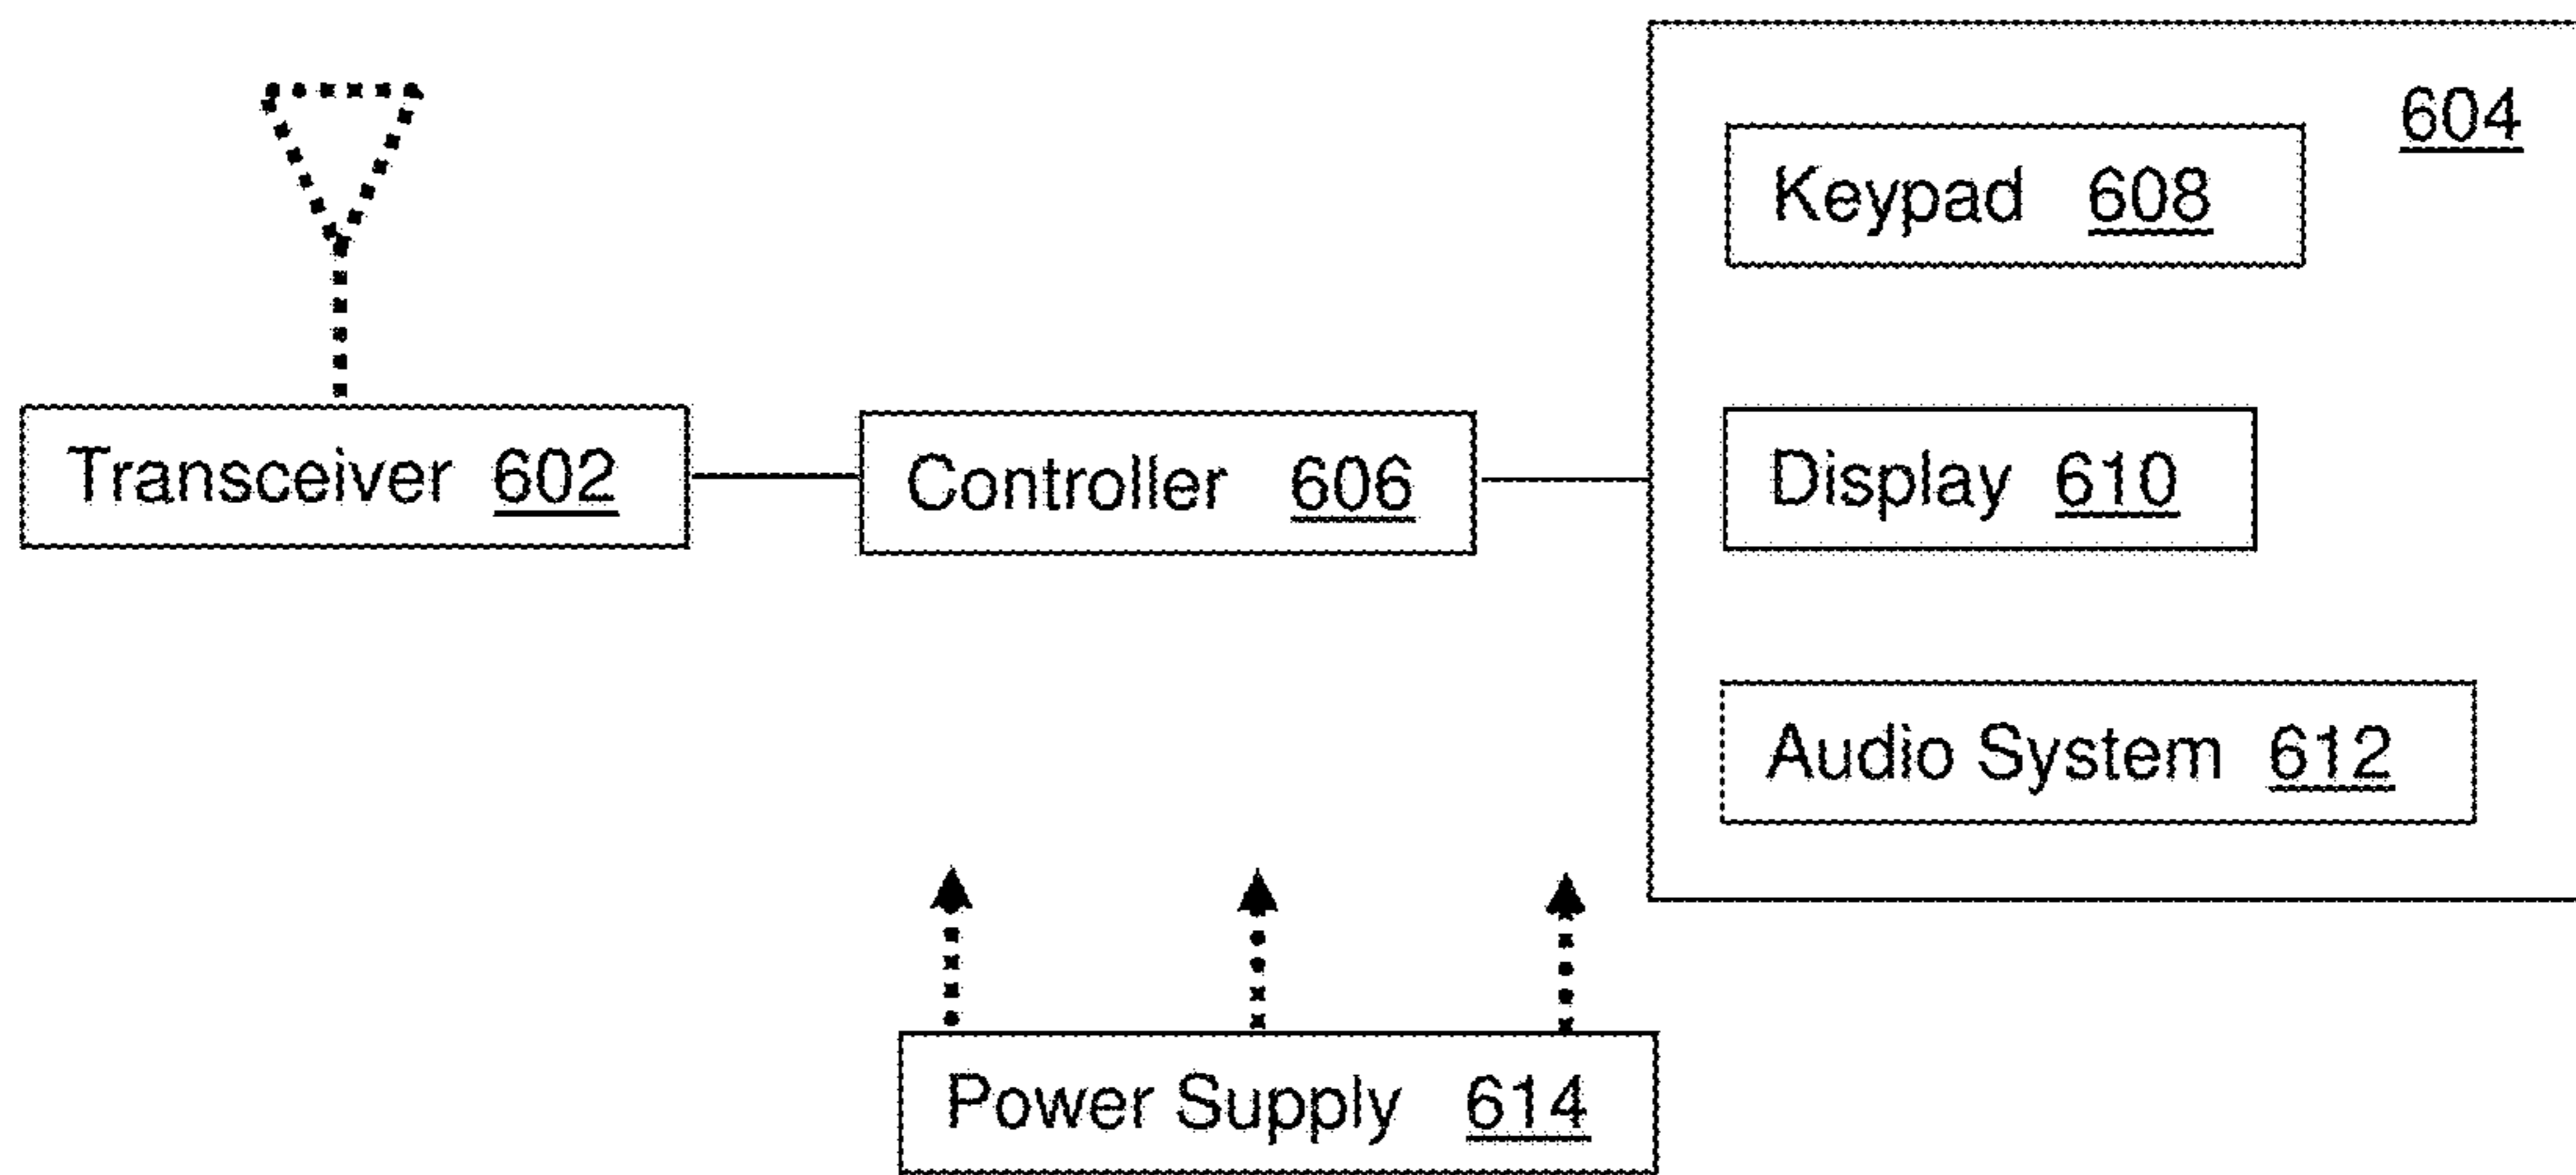 604
Keypad 608
Transceiver 602
Controller 606
Display 610
Audio System 612
Power Supply 614